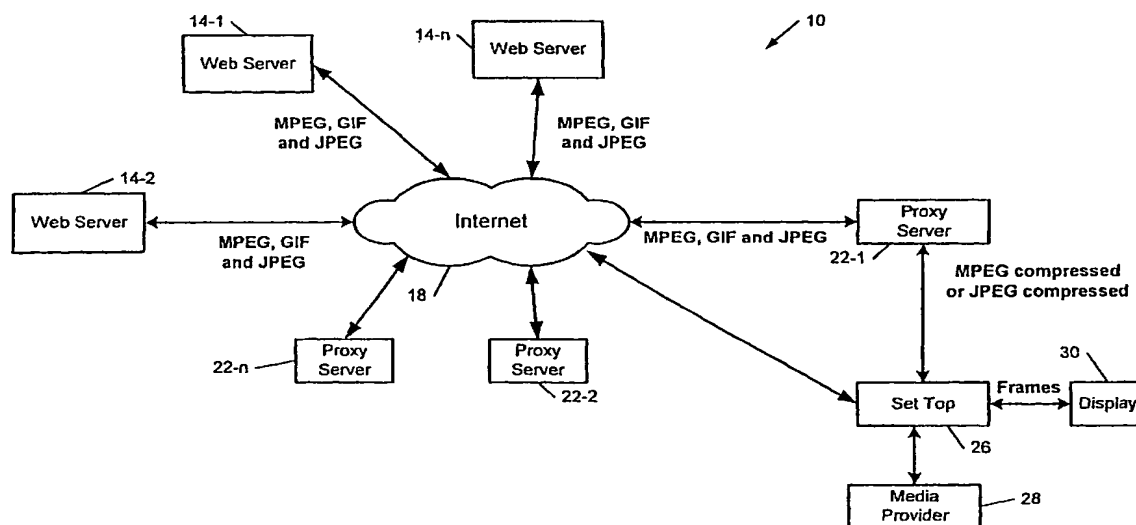 14-1
Web Server
14-n
Web Server
10
MPEG, GIF
and JPEG
MPEG, GIF
and JPEG
14-2
Web Server
MPEG, GIF
and JPEG
Internet
18
MPEG, GIF and JPEG
Proxy
Server
22-1
MPEG compressed
or JPEG compressed
22-n
Proxy
Server
Proxy
Server
22-2
Set Top
26
Frames
30
Display
Media
Provider
28